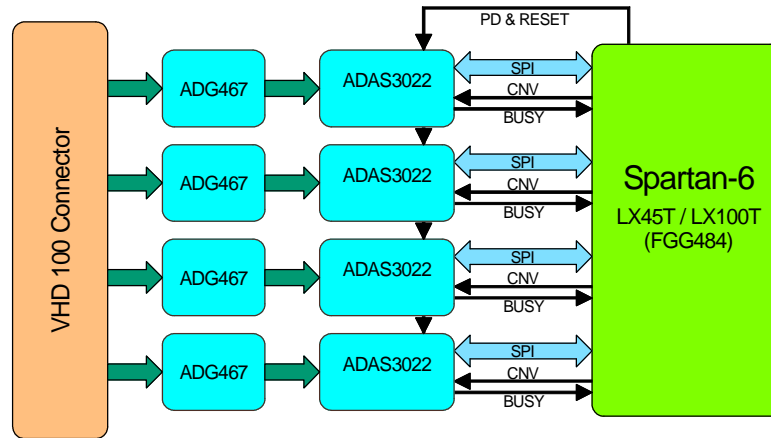 PD & RESET
VHD 100 Connector
ADG467
ADAS3022
SPI
CNV
BUSY
ADG467
ADAS3022
SPI
CNV
BUSY
Spartan-6
LX45T / LX100T
(FGG484)
ADG467
ADAS3022
SPI
CNV
BUSY
ADG467
ADAS3022
SPI
CNV
BUSY